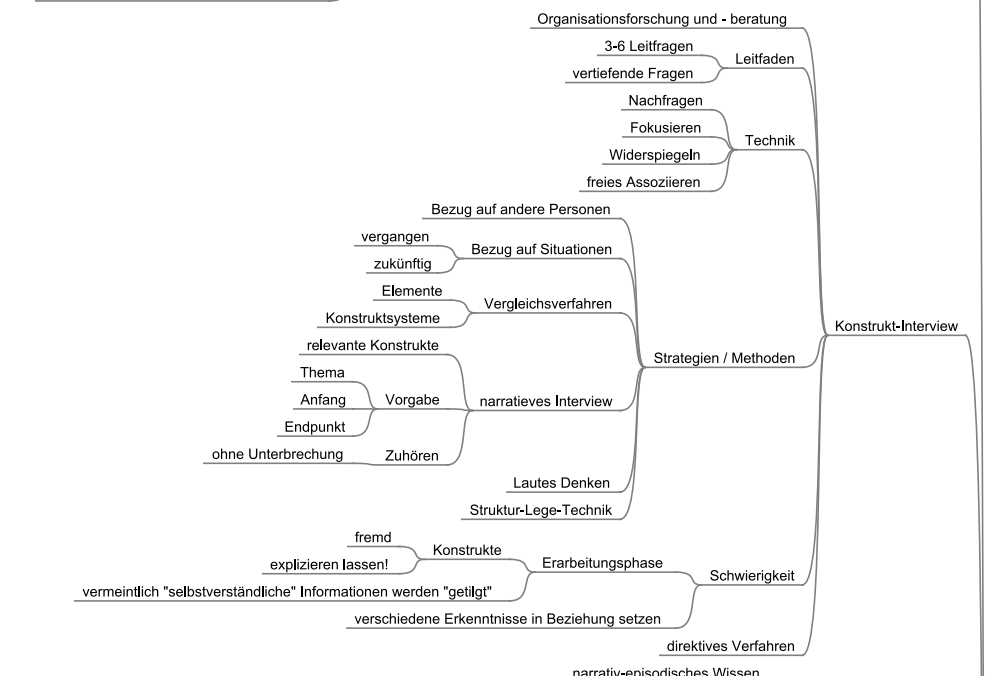 Organisationsforschung und - beratung
3-6 Leitfragen
Leitfaden
vertiefende Fragen
Nachfragen
Fokusieren
Technik
Widerspiegeln
freies Assoziieren
Bezug auf andere Personen
vergangen
Bezug auf Situationen
zukünftig
Elemente
Vergleichsverfahren
Konstruktsysteme
Konstrukt-Interview
relevante Konstrukte
Strategien / Methoden
Thema
Anfang
Vorgabe
narratieves Interview
Endpunkt
ohne Unterbrechung
Zuhören
Lautes Denken
Struktur-Lege-Technik
fremd
Konstrukte
explizieren lassen!
Erarbeitungsphase
Schwierigkeit
vermeintlich "selbstverständliche" Informationen werden "getilgt"
verschiedene Erkenntnisse in Beziehung setzen
direktives Verfahren
narrativ-episodisches Wissen